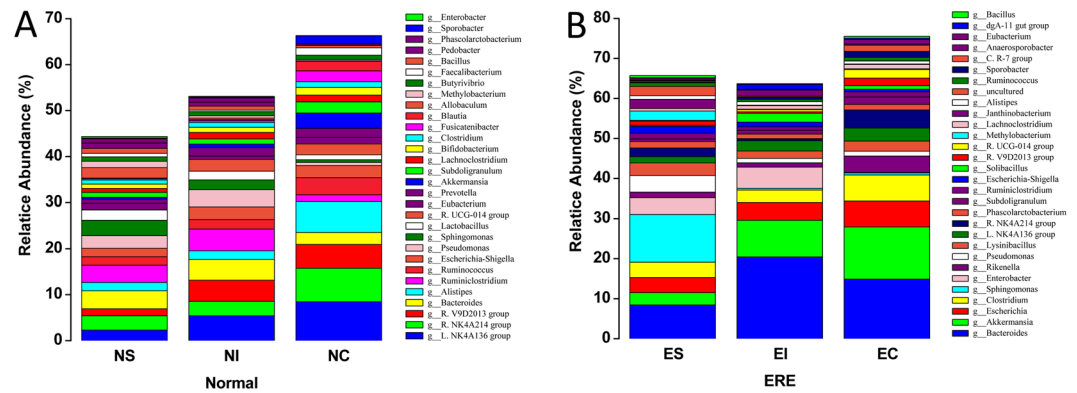 A
Relatice Abundance (%)
70
60
50
40
30
20
10
0
NS
NI
NC
Normal
g__Enterobacter
g__Sporobacter
g__Phascolarctobacterium
g__Pedobacter
g__Bacillus
g__Faecalibacterium
g__Butyrivibrio
g__Methylobacterium
g__Allobaculum
g__Blautia
g__Fusicatenibacter
g__Clostridium
g__Bifidobacterium
g__Lachnoclostridium
g__Subdoligranulum
g__Akkermansia
g__Prevotella
g__Eubacterium
g__R. UCG-014 group
g__Lactobacillus
g__Sphingomonas
g__Pseudomonas
g__Escherichia-Shigella
g__Ruminococcus
g__Ruminiclostridium
g__Alistipes
g__Bacteroides
g__R. V9D2013 group
g__R. NK4A214 group
g__L. NK4A136 group
B
Relatice Abundance (%)
80
70
60
50
40
30
20
10
0
ES
EI
EC
ERE
g__Bacillus
g__dgA-11 gut group
g__Eubacterium
g__Anaerosporobacter
g__C. R-7 group
g__Sporobacter
g__Ruminococcus
g__uncultured
g__Alistipes
g__Janthinobacterium
g__Lachnoclostridium
g__Methylobacterium
g__R. UCG-014 group
g__R. V9D2013 group
g__Solibacillus
g__Escherichia-Shigella
g__Ruminiclostridium
g__Subdoligranulum
g__Phascolarctobacterium
g__R. NK4A214 group
g__L. NK4A136 group
g__Lysinibacillus
g__Pseudomonas
g__Rikenella
g__Enterobacter
g__Sphingomonas
g__Clostridium
g__Escherichia
g__Akkermansia
g__Bacteroides